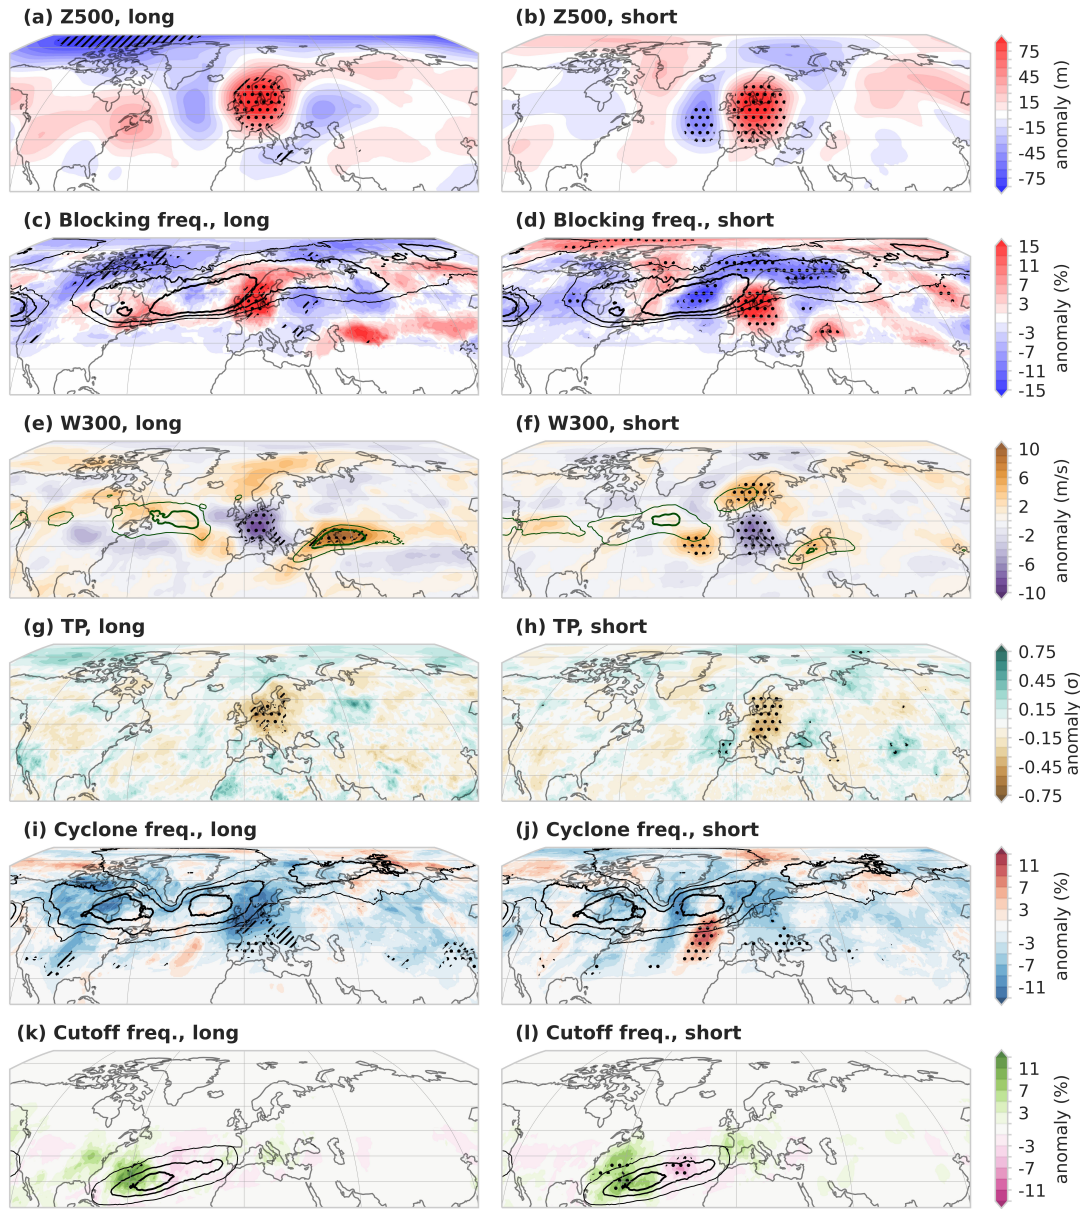 (a) Z500, long
(b) Z500, short
75
45
15
-15
-45
-75
anomaly (m)
(c) Blocking freq., long
(d) Blocking freq., short
15
11
7
3
-3
-7
-11
-15
anomaly (%)
(e) W300, long
(f) W300, short
10
6
2
-2
-6
-10
anomaly (m/s)
(g) TP, long
(h) TP, short
0.75
0.45
0.15
-0.15
-0.45
-0.75
anomaly (σ)
(i) Cyclone freq., long
(j) Cyclone freq., short
11
7
3
-3
-7
-11
anomaly (%)
(k) Cutoff freq., long
(l) Cutoff freq., short
11
7
3
-3
-7
-11
anomaly (%)